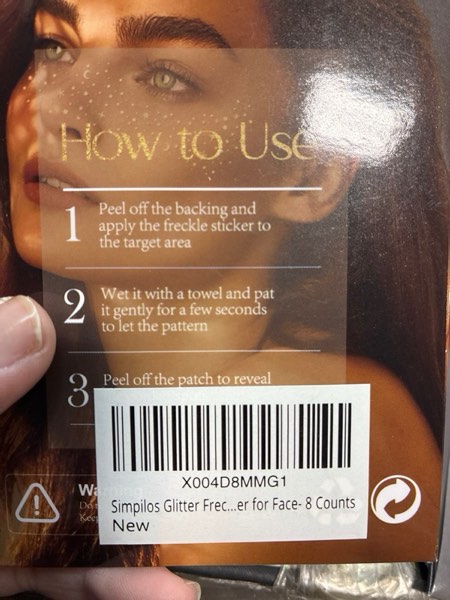 How to Use
1
Peel off the backing and
apply the freckle sticker to
the target area
2
Wet it with a towel and pat
it gently for a few seconds
to let the pattern
3
Peel off the patch to reveal
X004D8MMG1
Simpilos Glitter Frec...er for Face- 8 Counts
New